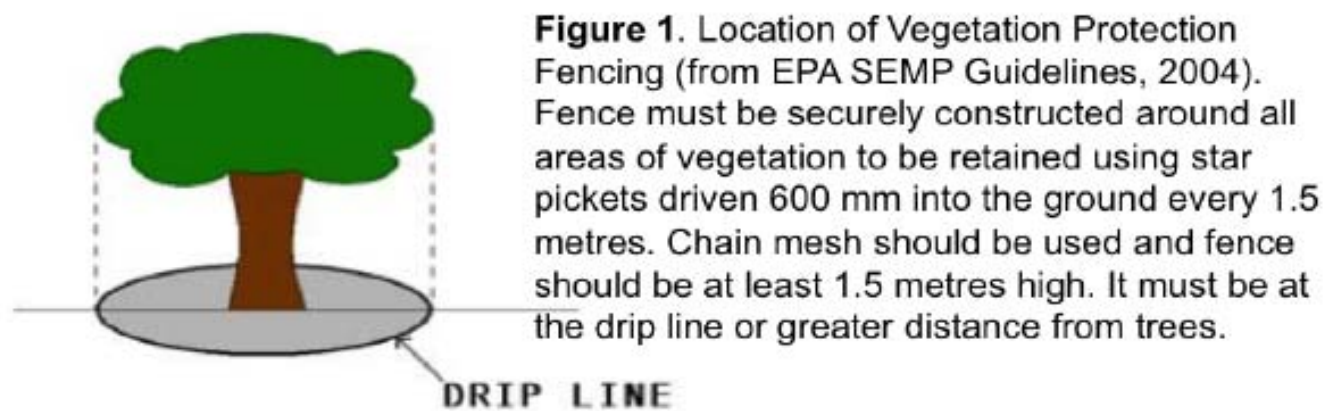 Figure 1. Location of Vegetation Protection
Fencing (from EPA SEMP Guidelines, 2004).
Fence must be securely constructed around all
areas of vegetation to be retained using star
pickets driven 600 mm into the ground every 1.5
metres. Chain mesh should be used and fence
should be at least 1.5 metres high. It must be at
the drip line or greater distance from trees.
DRIP LINE